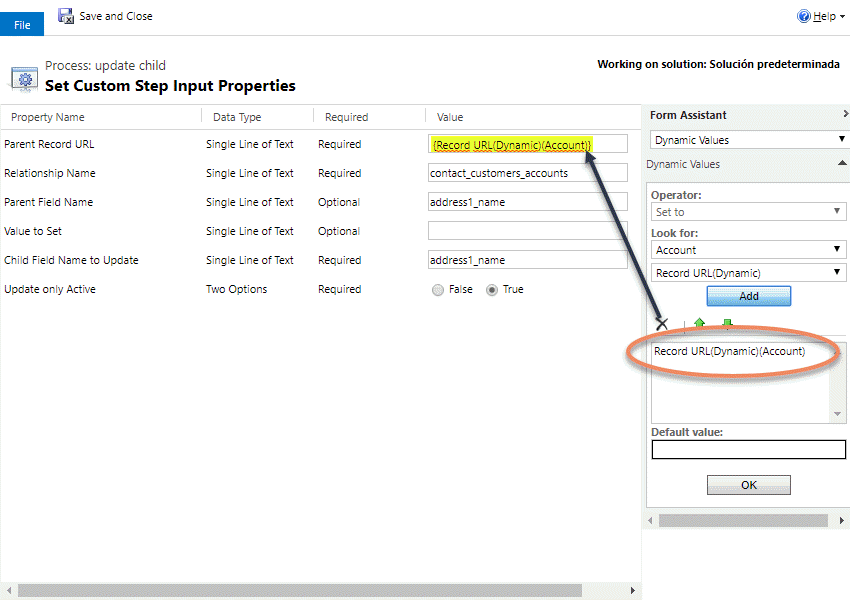 File
Save and Close
Help
Process: update child
Set Custom Step Input Properties
Working on solution: Solución predeterminada
Property Name Data Type Required Value
Parent Record URL Single Line of Text Required {Record URL(Dynamic)(Account)}
Relationship Name Single Line of Text Required contact_customers_accounts
Parent Field Name Single Line of Text Optional address1_name
Value to Set Single Line of Text Optional
Child Field Name to Update Single Line of Text Required address1_name
Update only Active Two Options Required False True
Form Assistant
Dynamic Values
Dynamic Values
Operator:
Set to
Look for:
Account
Record URL(Dynamic)
Add
Record URL(Dynamic)(Account)
Default value:
OK